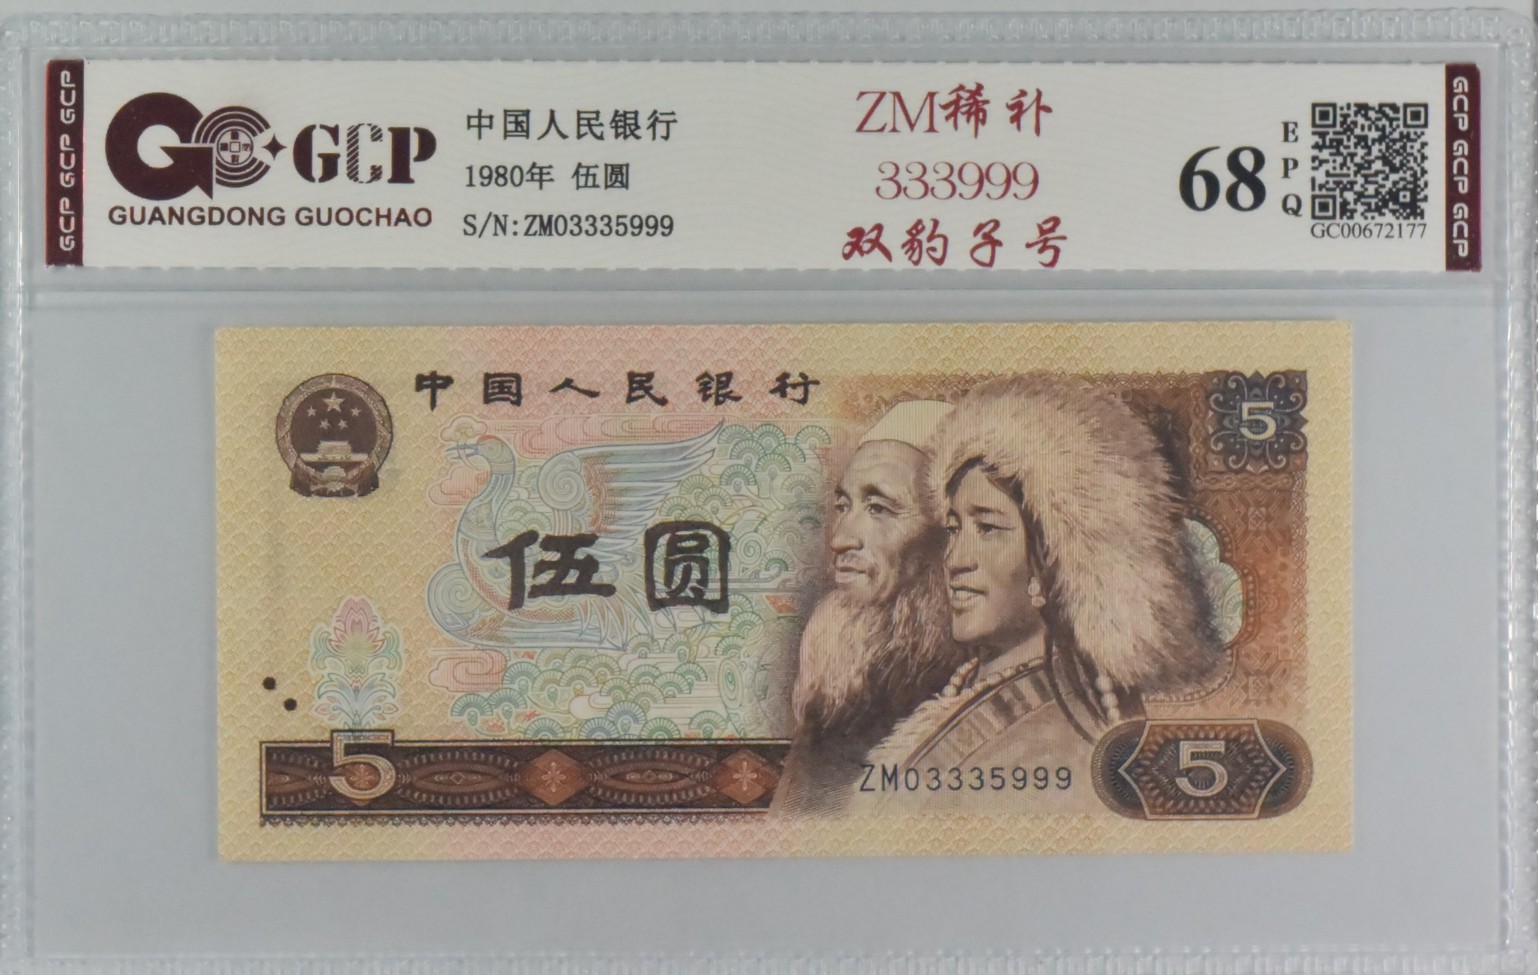 GCP GCP GCP
GCP
GUANGDONG GUOCHAO
中国人民银行
1980年 伍圆
S/N:ZM03335999
ZM稀补
333999
双豹子号
68
EPQ
GC00672177
GCP GCP GCP
中国人民银行
5
伍圆
5
ZM03335999
5